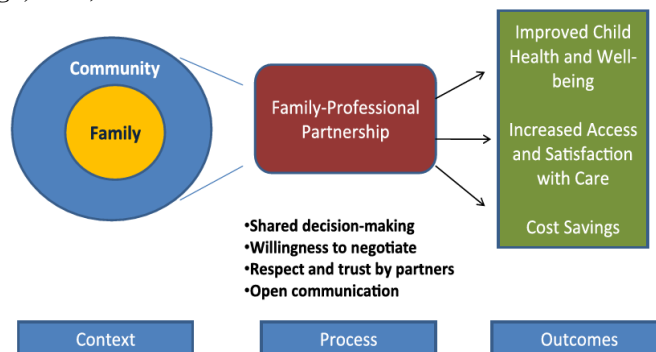 Community
Family
Family-Professional
Partnership
Improved Child
Health and Well-
being
Increased Access
and Satisfaction
with Care
Cost Savings
•Shared decision-making
•Willingness to negotiate
•Respect and trust by partners
•Open communication
Context
Process
Outcomes